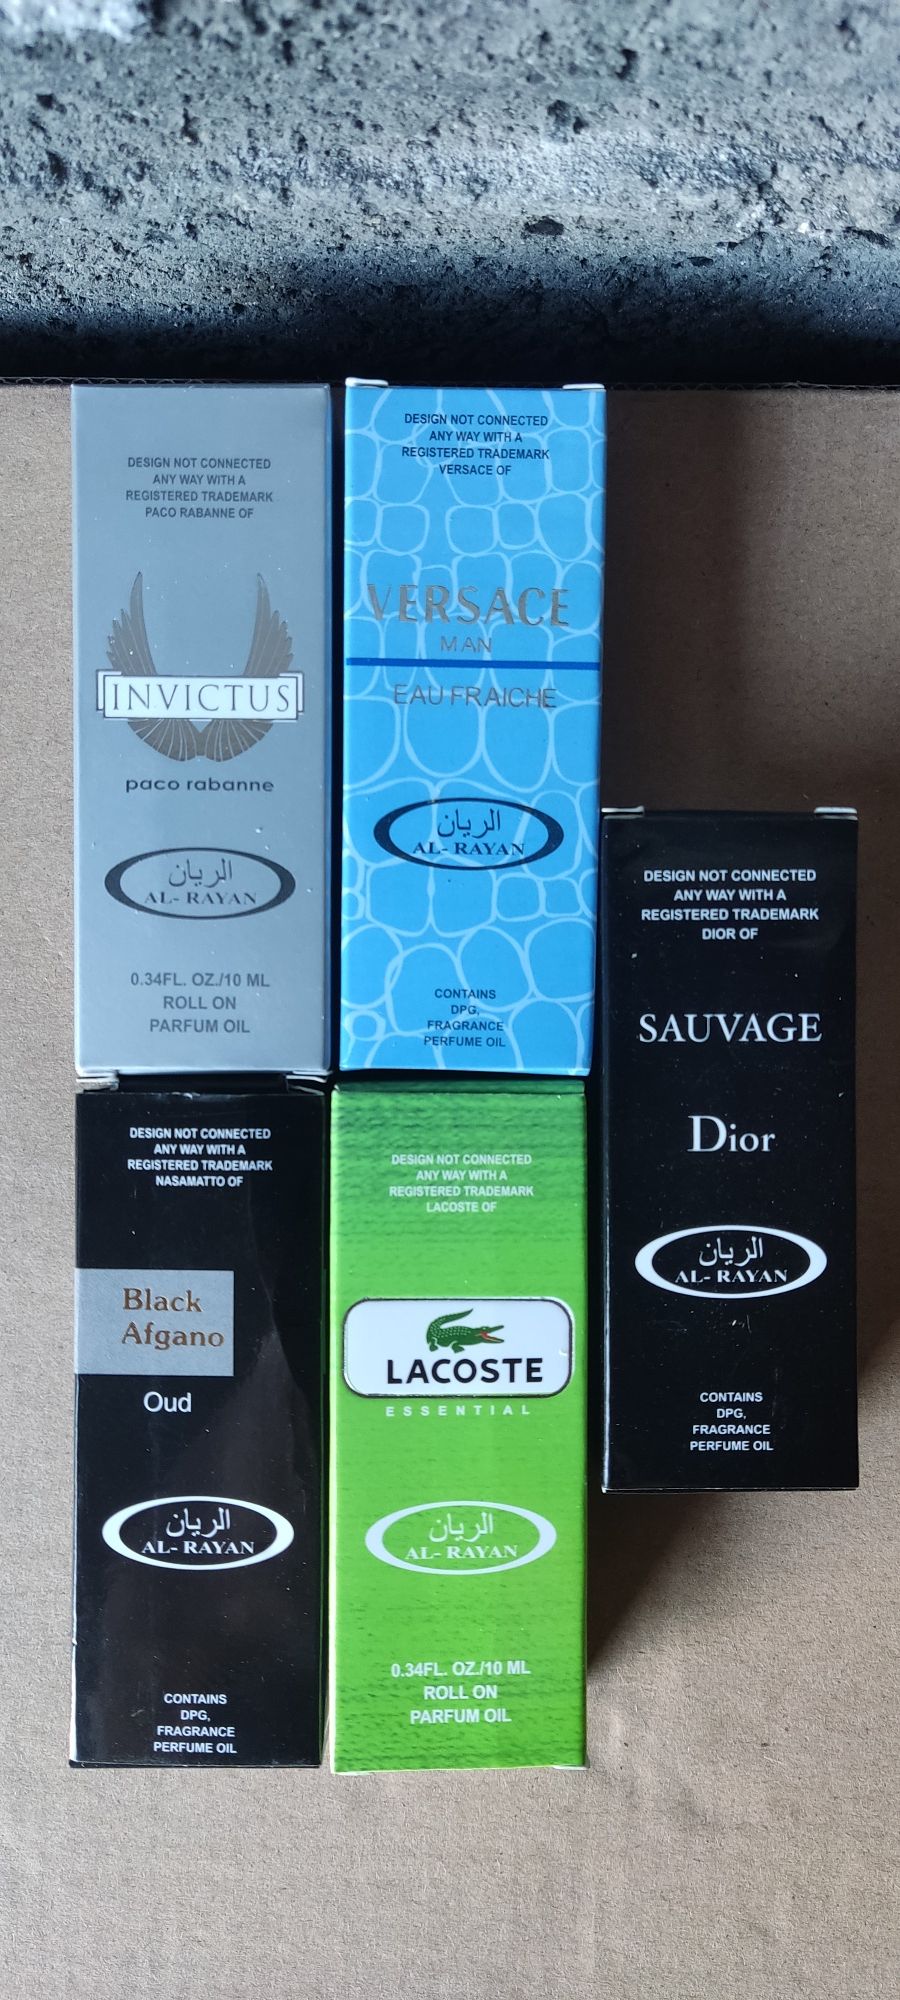 DESIGN NOT CONNECTED
ANY WAY WITH A
REGISTERED TRADEMARK
PACO RABANNE OF
INVICTUS
paco rabanne
الريان
AL- RAYAN
0.34FL. OZ./10 ML
ROLL ON
PARFUM OIL
DESIGN NOT CONNECTED
ANY WAY WITH A
REGISTERED TRADEMARK
VERSACE OF
VERSACE
MAN
EAU FRAICHE
الريان
AL- RAYAN
CONTAINS
DPG,
FRAGRANCE
PERFUME OIL
DESIGN NOT CONNECTED
ANY WAY WITH A
REGISTERED TRADEMARK
DIOR OF
SAUVAGE
Dior
الريان
AL- RAYAN
CONTAINS
DPG,
FRAGRANCE
PERFUME OIL
DESIGN NOT CONNECTED
ANY WAY WITH A
REGISTERED TRADEMARK
NASAMATTO OF
Black
Afgano
Oud
الريان
AL- RAYAN
CONTAINS
DPG,
FRAGRANCE
PERFUME OIL
DESIGN NOT CONNECTED
ANY WAY WITH A
REGISTERED TRADEMARK
LACOSTE OF
LACOSTE
ESSENTIAL
الريان
AL- RAYAN
0.34FL. OZ./10 ML
ROLL ON
PARFUM OIL